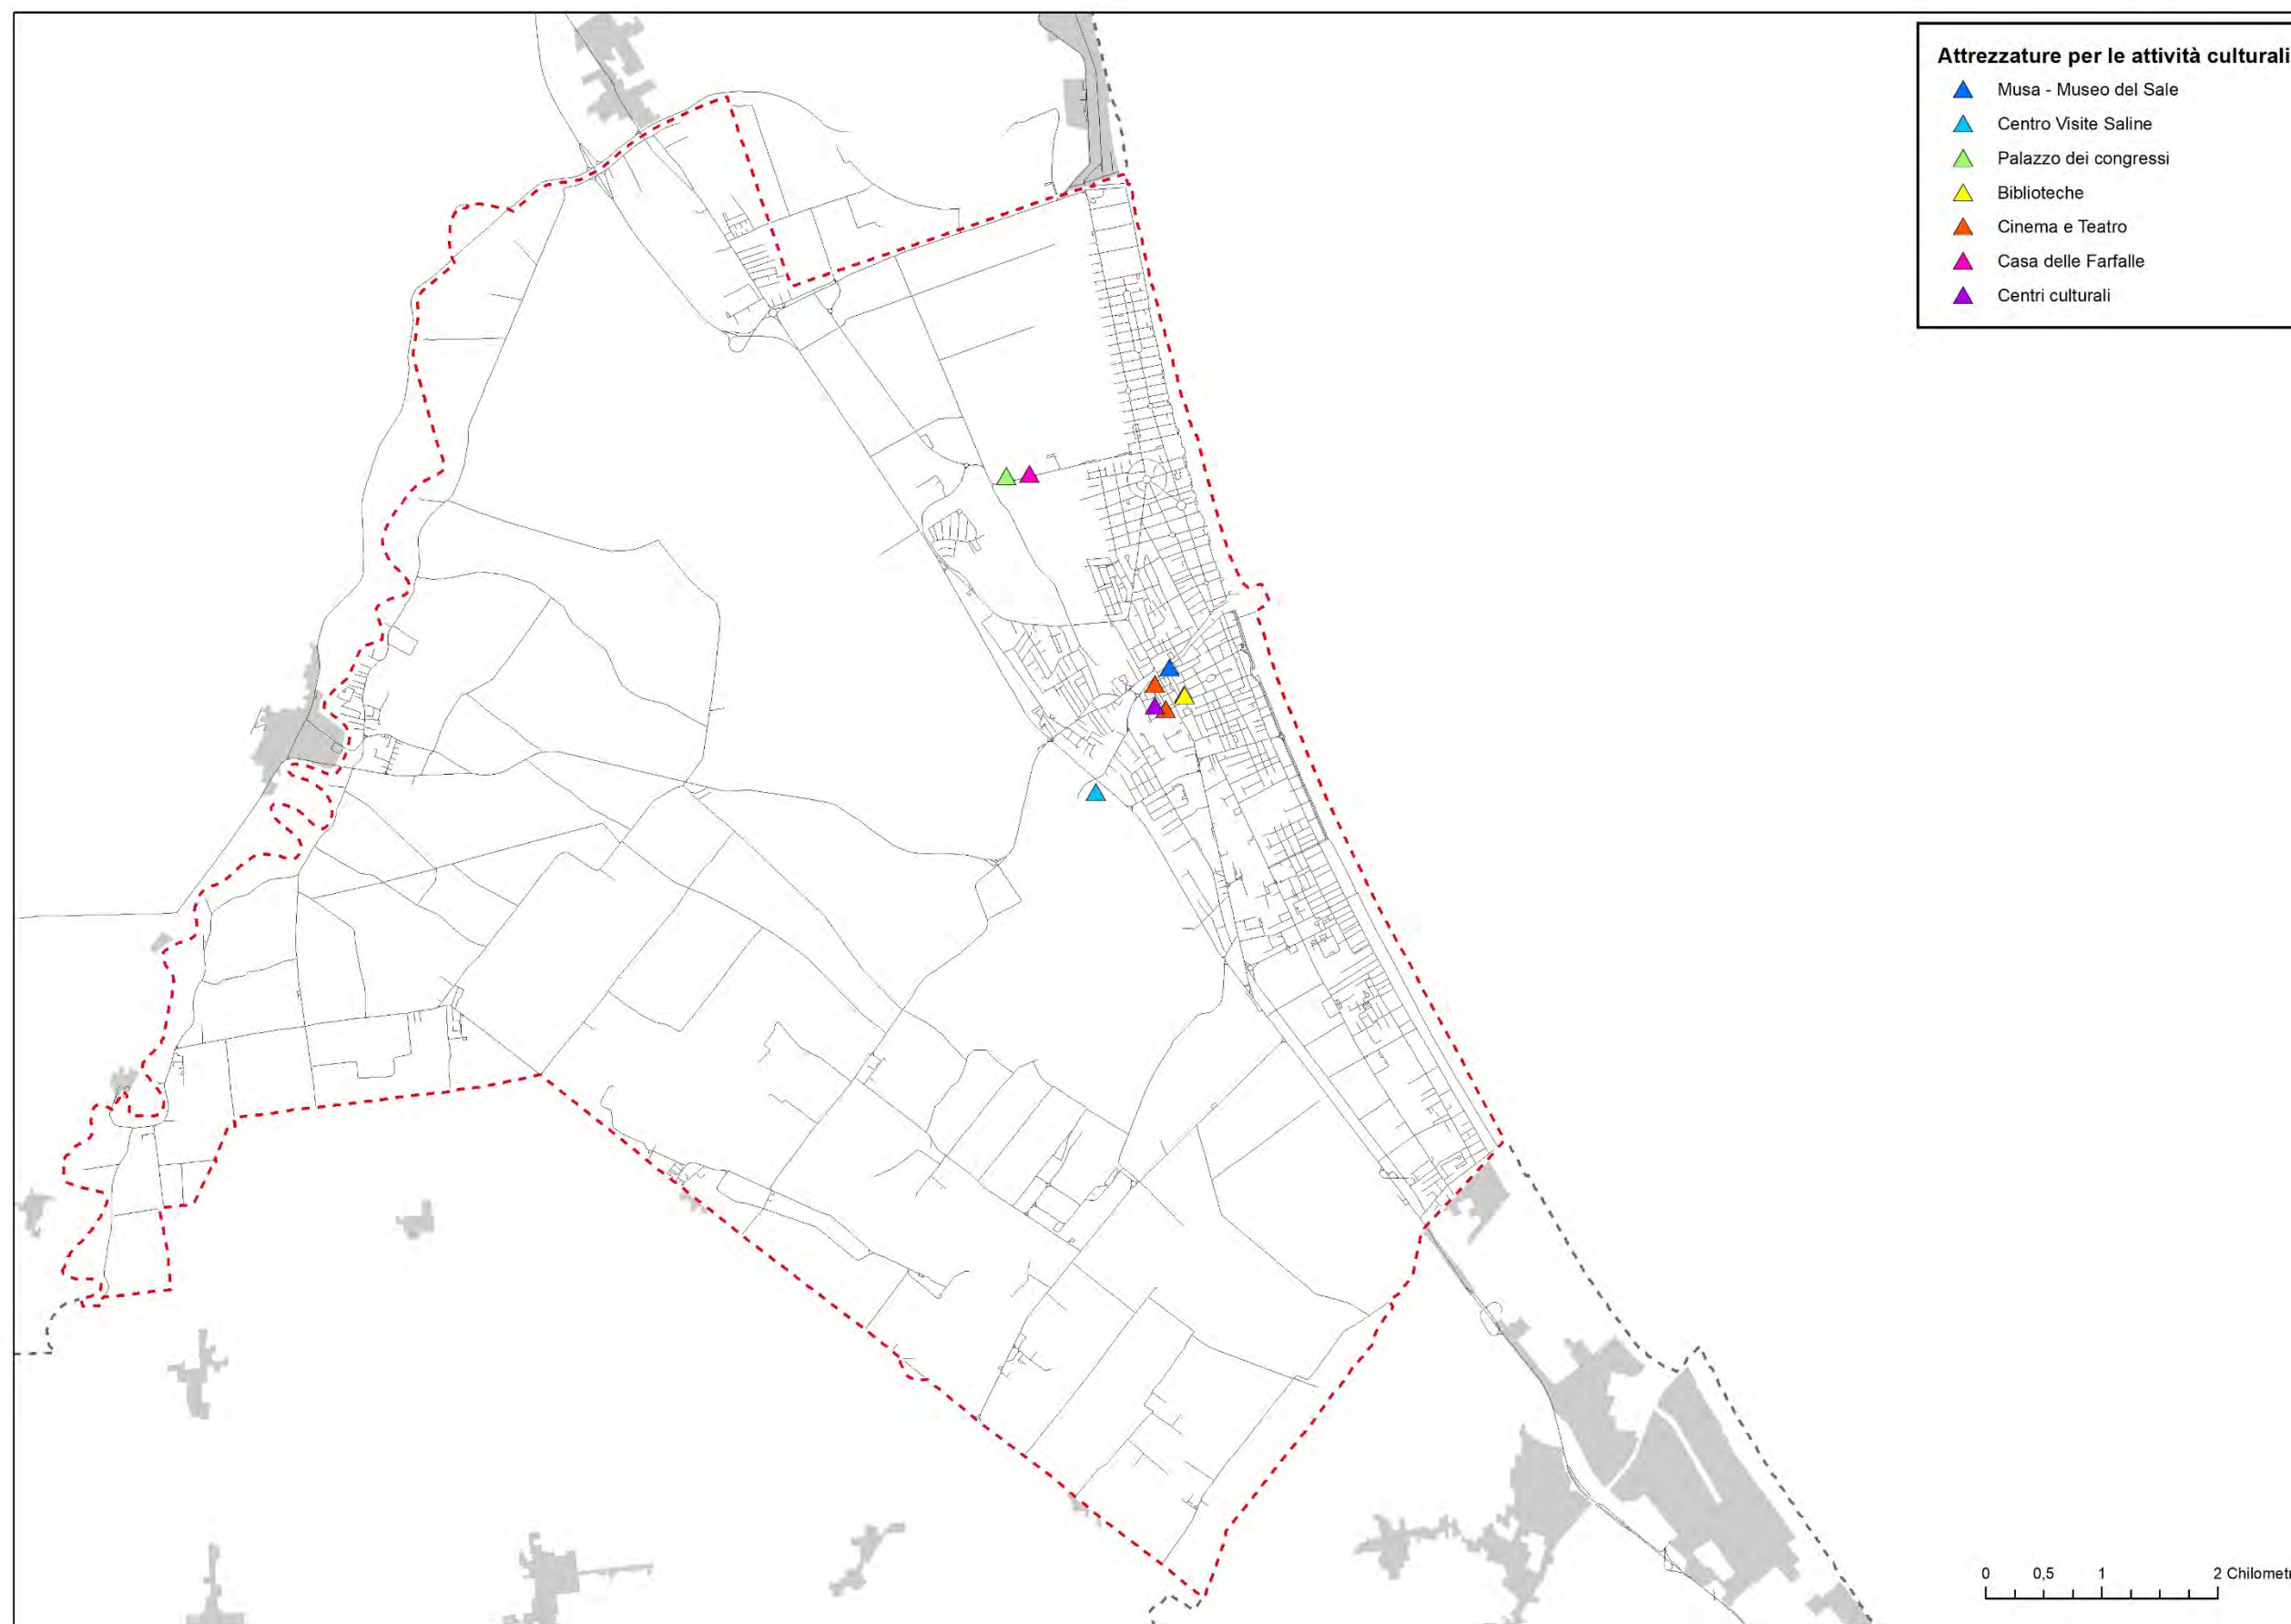 Attrezzature per le attività culturali
Musa - Museo del Sale
Centro Visite Saline
Palazzo dei congressi
Biblioteche
Cinema e Teatro
Casa delle Farfalle
Centri culturali
0 0,5 1 2 Chilometr